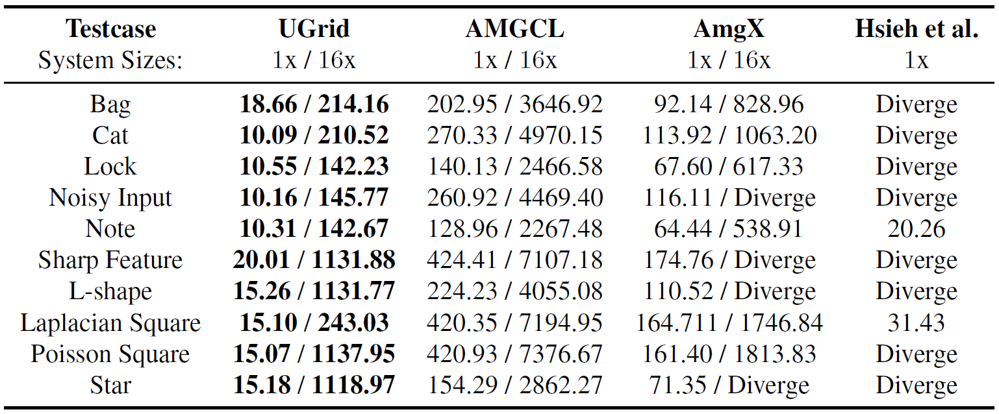 Testcase UGrid AMGCL AmgX Hsieh et al.
System Sizes: 1x / 16x 1x / 16x 1x / 16x 1x
Bag 18.66 / 214.16 202.95 / 3646.92 92.14 / 828.96 Diverge
Cat 10.09 / 210.52 270.33 / 4970.15 113.92 / 1063.20 Diverge
Lock 10.55 / 142.23 140.13 / 2466.58 67.60 / 617.33 Diverge
Noisy Input 10.16 / 145.77 260.92 / 4469.40 116.11 / Diverge Diverge
Note 10.31 / 142.67 128.96 / 2267.48 64.44 / 538.91 20.26
Sharp Feature 20.01 / 1131.88 424.41 / 7107.18 174.76 / Diverge Diverge
L-shape 15.26 / 1131.77 224.23 / 4055.08 110.52 / Diverge Diverge
Laplacian Square 15.10 / 243.03 420.35 / 7194.95 164.711 / 1746.84 31.43
Poisson Square 15.07 / 1137.95 420.93 / 7376.67 161.40 / 1813.83 Diverge
Star 15.18 / 1118.97 154.29 / 2862.27 71.35 / Diverge Diverge